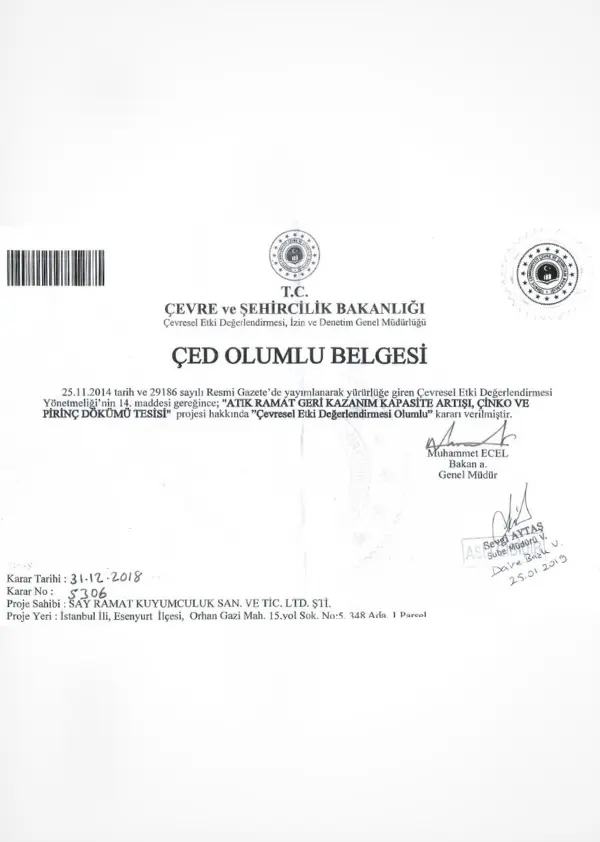 T.C.
ÇEVRE ve ŞEHİRCİLİK BAKANLIĞI
Çevresel Etki Değerlendirmesi, İzin ve Denetim Genel Müdürlüğü
ÇED OLUMLU BELGESİ
25.11.2014 tarih ve 29186 sayılı Resmi Gazete'de yayımlanarak yürürlüğe giren Çevresel Etki Değerlendirmesi
Yönetmeliği'nin 14. maddesi gereğince; "ATIK RAMAT GERİ KAZANIM KAPASİTE ARTIŞI, ÇİNKO VE
PİRİNÇ DÖKÜMÜ TESİSİ" projesi hakkında "Çevresel Etki Değerlendirmesi Olumlu" kararı verilmiştir.
Muhammet ECEL
Bakan a.
Genel Müdür
Sevgi AYTAŞ
Şube Müdürü V.
Daire Bşk. V.
25.01.2019
Karar Tarihi : 31.12.2018
Karar No : 5306
Proje Sahibi : SAY RAMAT KUYUMCULUK SAN. VE TİC. LTD. ŞTİ.
Proje Yeri : İstanbul İli, Esenyurt İlçesi, Orhan Gazi Mah. 15.yol Sok. No:5, 348 Ada, 1 Parsel